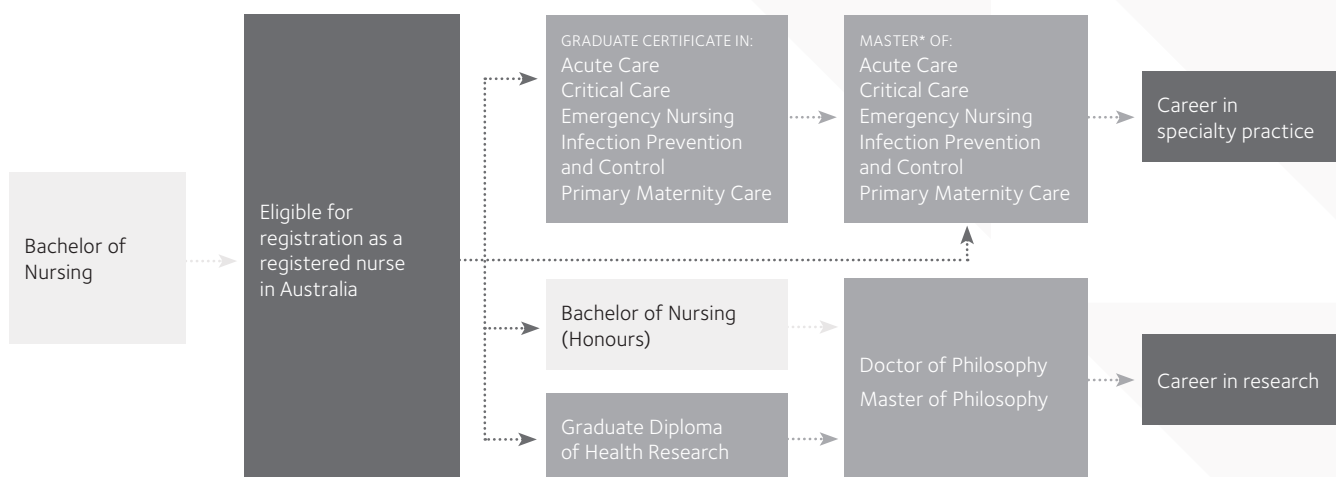 Bachelor of
Nursing
Eligible for
registration as a
registered nurse
in Australia
GRADUATE CERTIFICATE IN:
Acute Care
Critical Care
Emergency Nursing
Infection Prevention
and Control
Primary Maternity Care
MASTER* OF:
Acute Care
Critical Care
Emergency Nursing
Infection Prevention
and Control
Primary Maternity Care
Career in
specialty practice
Bachelor of Nursing
(Honours)
Graduate Diploma
of Health Research
Doctor of Philosophy
Master of Philosophy
Career in research